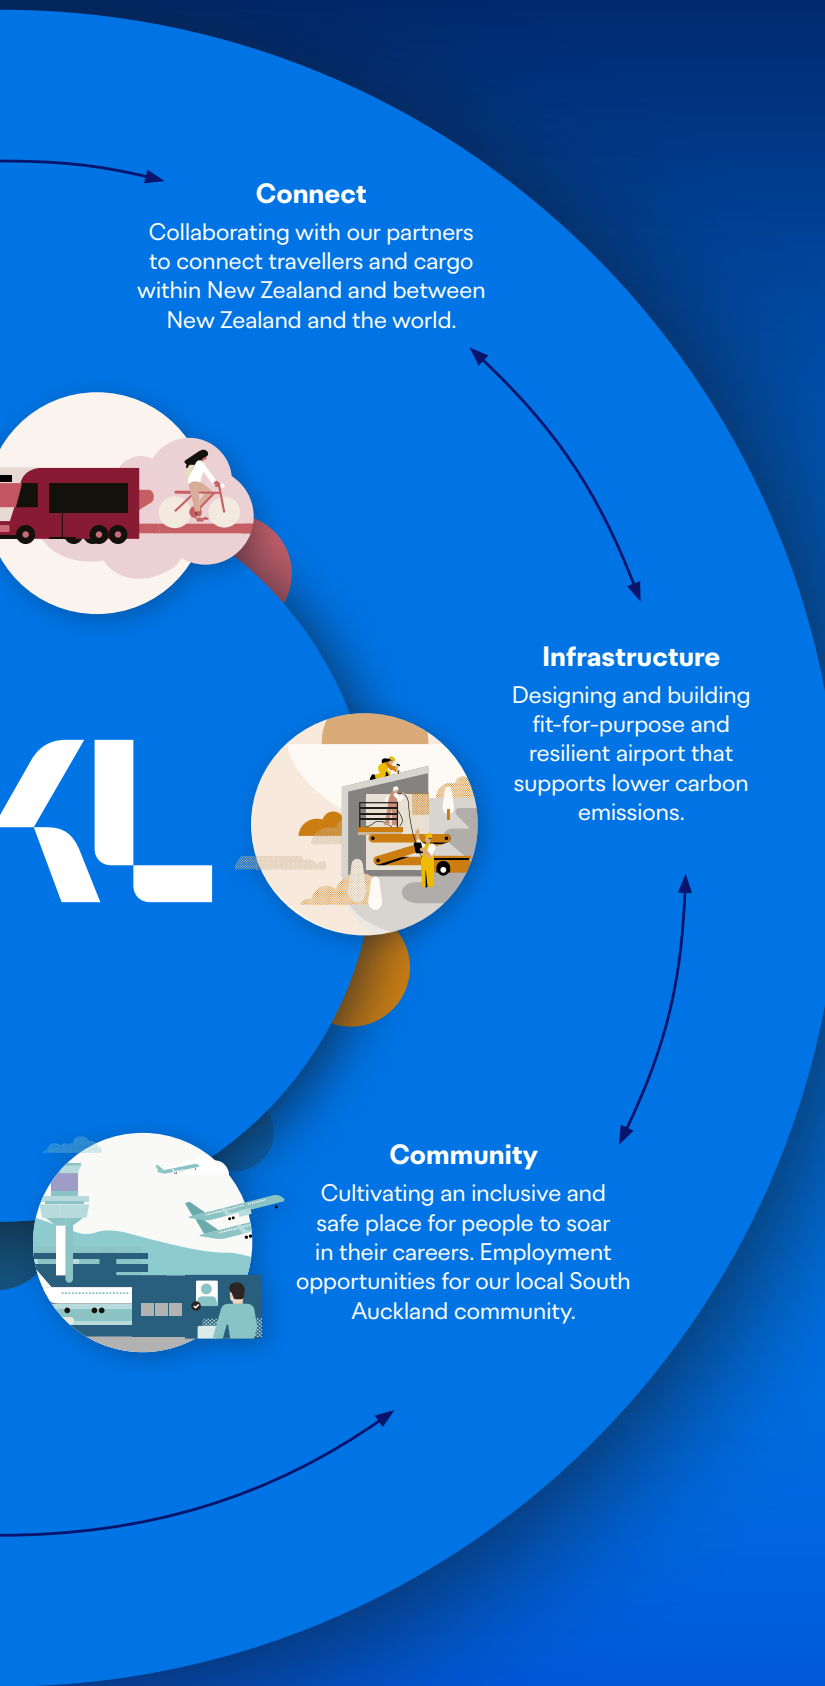 Connect
Collaborating with our partners
to connect travellers and cargo
within New Zealand and between
New Zealand and the world.
Infrastructure
Designing and building
fit-for-purpose and
resilient airport that
supports lower carbon
emissions.
KL
Community
Cultivating an inclusive and
safe place for people to soar
in their careers. Employment
opportunities for our local South
Auckland community.